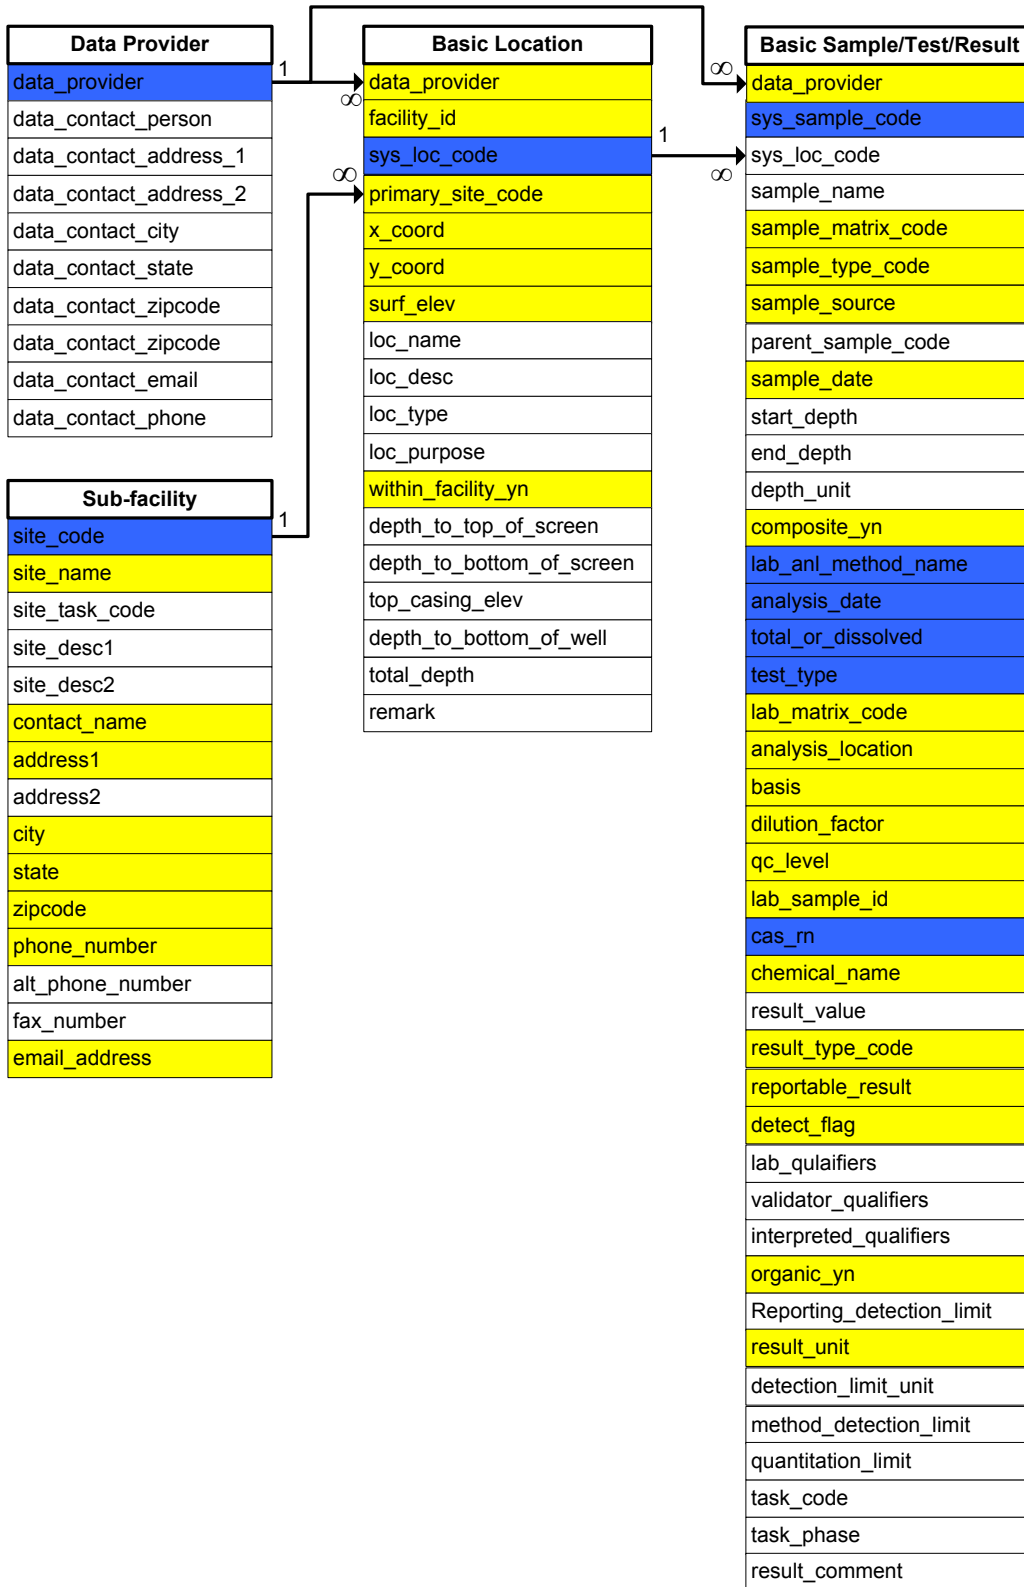 Data Provider
data_provider
data_contact_person
data_contact_address_1
data_contact_address_2
data_contact_city
data_contact_state
data_contact_zipcode
data_contact_zipcode
data_contact_email
data_contact_phone
1
Sub-facility
site_code
site_name
site_task_code
site_desc1
site_desc2
contact_name
address1
address2
city
state
zipcode
phone_number
alt_phone_number
fax_number
email_address
1
Basic Location
∞
data_provider
facility_id
sys_loc_code
∞
primary_site_code
x_coord
y_coord
surf_elev
loc_name
loc_desc
loc_type
loc_purpose
within_facility_yn
depth_to_top_of_screen
depth_to_bottom_of_screen
top_casing_elev
depth_to_bottom_of_well
total_depth
remark
1
Basic Sample/Test/Result
∞
data_provider
sys_sample_code
∞
sys_loc_code
sample_name
sample_matrix_code
sample_type_code
sample_source
parent_sample_code
sample_date
start_depth
end_depth
depth_unit
composite_yn
lab_anl_method_name
analysis_date
total_or_dissolved
test_type
lab_matrix_code
analysis_location
basis
dilution_factor
qc_level
lab_sample_id
cas_rn
chemical_name
result_value
result_type_code
reportable_result
detect_flag
lab_qulaifiers
validator_qualifiers
interpreted_qualifiers
organic_yn
Reporting_detection_limit
result_unit
detection_limit_unit
method_detection_limit
quantitation_limit
task_code
task_phase
result_comment